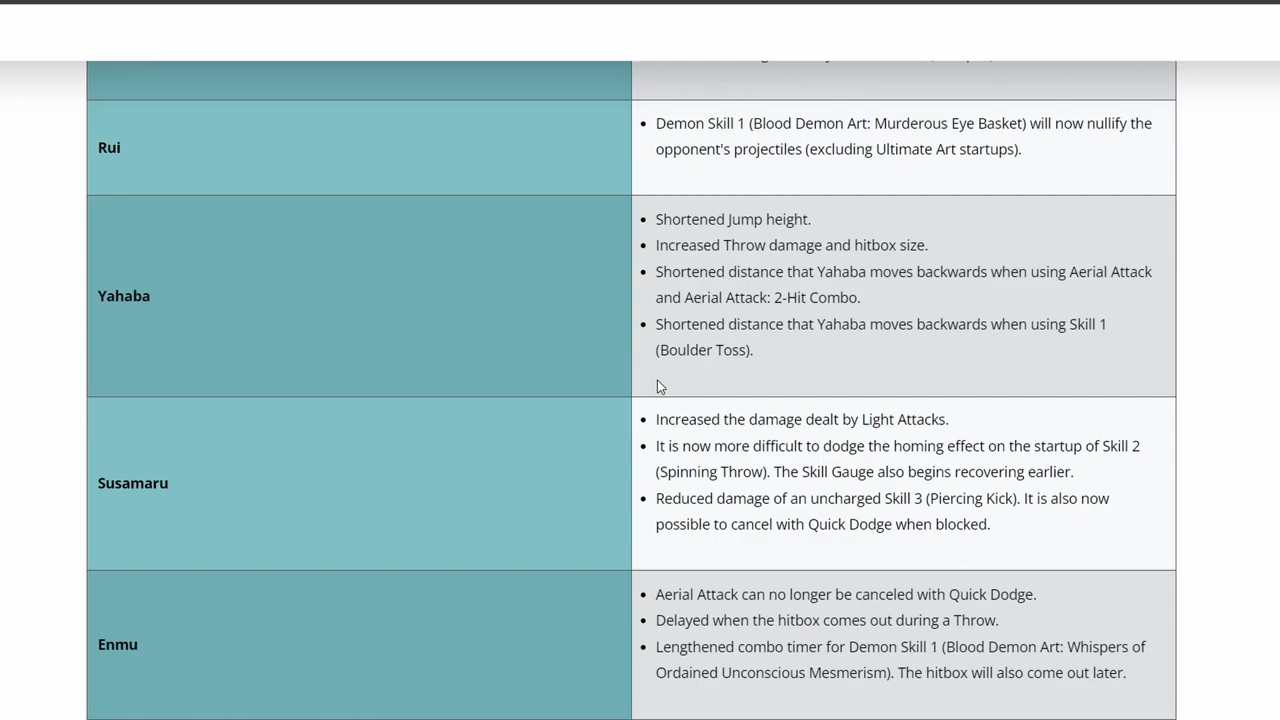 Rui
• Demon Skill 1 (Blood Demon Art: Murderous Eye Basket) will now nullify the
opponent's projectiles (excluding Ultimate Art startups).
Yahaba
• Shortened Jump height.
• Increased Throw damage and hitbox size.
• Shortened distance that Yahaba moves backwards when using Aerial Attack
and Aerial Attack: 2-Hit Combo.
• Shortened distance that Yahaba moves backwards when using Skill 1
(Boulder Toss).
Susamaru
• Increased the damage dealt by Light Attacks.
• It is now more difficult to dodge the homing effect on the startup of Skill 2
(Spinning Throw). The Skill Gauge also begins recovering earlier.
• Reduced damage of an uncharged Skill 3 (Piercing Kick). It is also now
possible to cancel with Quick Dodge when blocked.
Enmu
• Aerial Attack can no longer be canceled with Quick Dodge.
• Delayed when the hitbox comes out during a Throw.
• Lengthened combo timer for Demon Skill 1 (Blood Demon Art: Whispers of
Ordained Unconscious Mesmerism). The hitbox will also come out later.